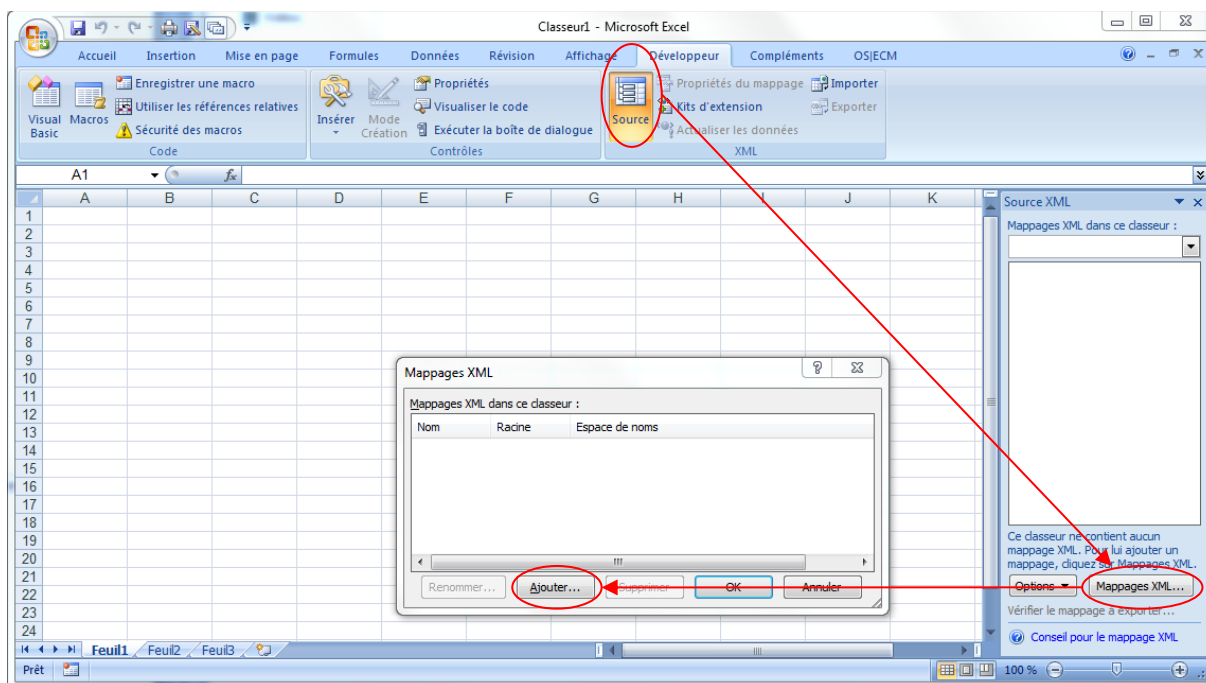 Classeur1 - Microsoft Excel
Accueil Insertion Mise en page Formules Données Révision Affichage Développeur Compléments OS|ECM
Visual Basic
Macros
Enregistrer une macro
Utiliser les références relatives
Sécurité des macros
Code
Insérer
Mode Création
Propriétés
Visualiser le code
Exécuter la boîte de dialogue
Contrôles
Source
Propriétés du mappage
Kits d'extension
Actualiser les données
Importer
Exporter
XML
A1
fx
A B C D E F G H I J K
1
2
3
4
5
6
7
8
9
10
11
12
13
14
15
16
17
18
19
20
21
22
23
24
Mappages XML
Mappages XML dans ce classeur :
Nom Racine Espace de noms
Renommer... Ajouter... Supprimer OK Annuler
Source XML
Mappages XML dans ce classeur :
Ce classeur ne contient aucun
mappage XML. Pour lui ajouter un
mappage, cliquez sur Mappages XML.
Options Mappages XML...
Vérifier le mappage à exporter...
Conseil pour le mappage XML
Feuil1 Feuil2 Feuil3
Prêt
100 %